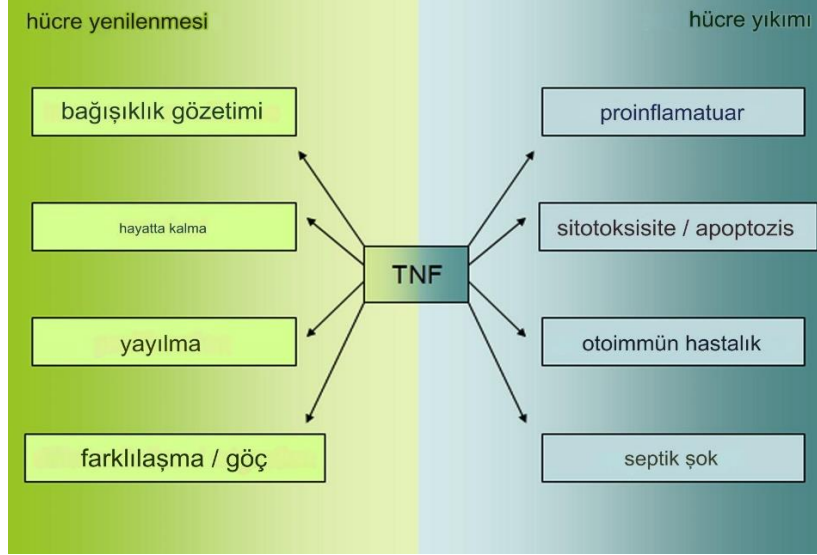 hücre yenilenmesi
hücre yıkımı
bağışıklık gözetimi
proinflamatuar
hayatta kalma
sitotoksisite / apoptozis
TNF
yayılma
otoimmün hastalık
farklılaşma / göç
septik şok